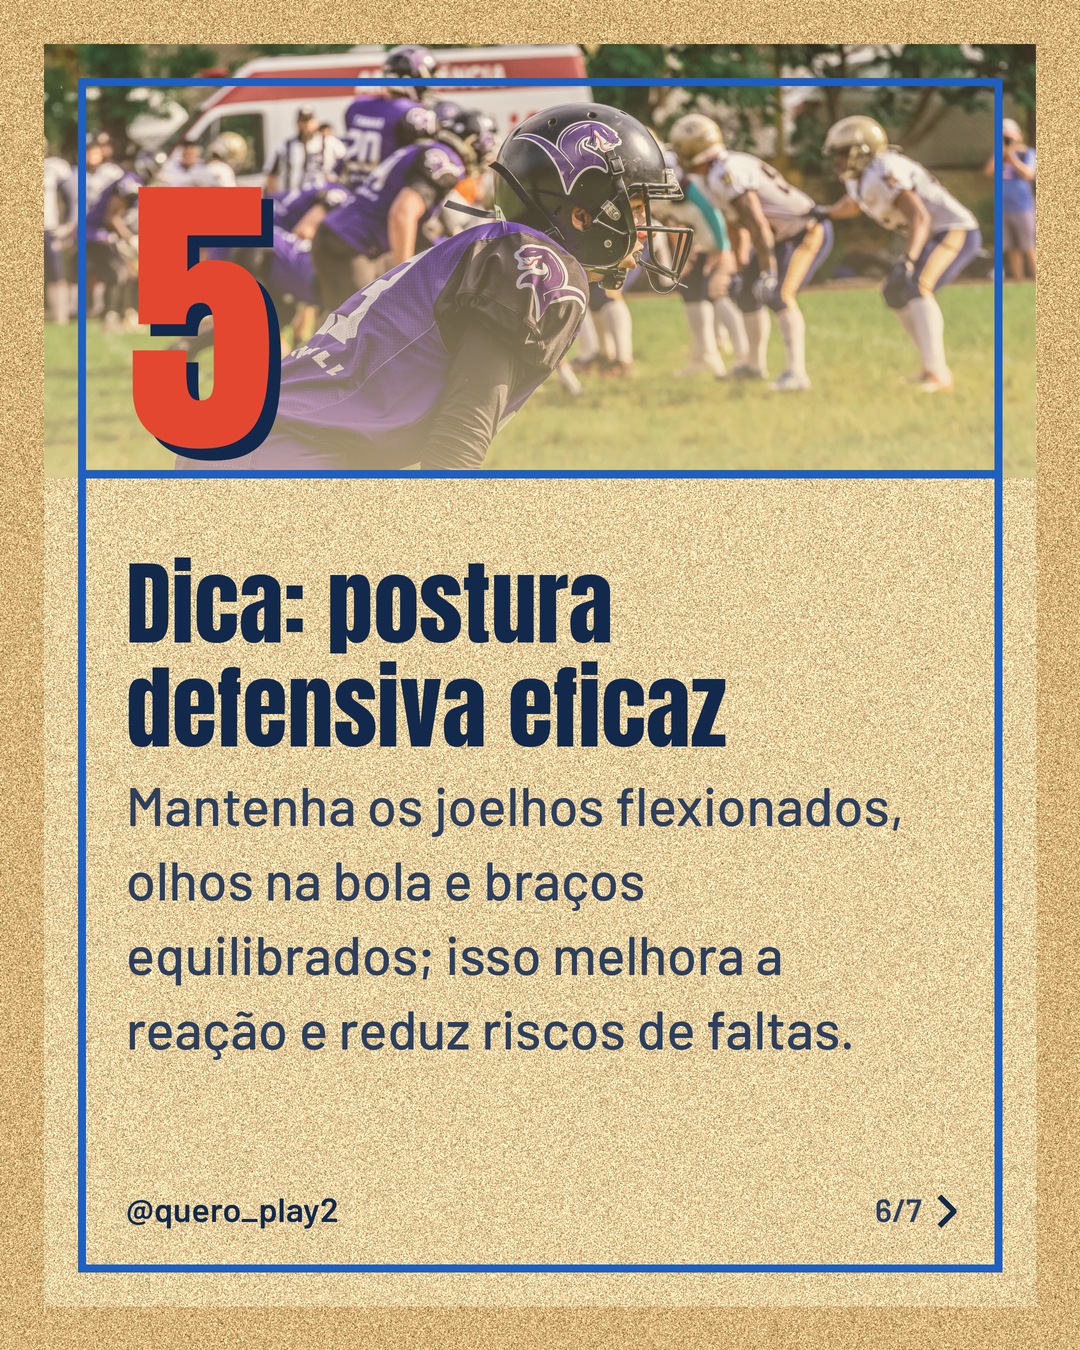 5
Dica: postura
defensiva eficaz
Mantenha os joelhos flexionados,
olhos na bola e braços
equilibrados; isso melhora a
reação e reduz riscos de faltas.
@quero_play2
6/7